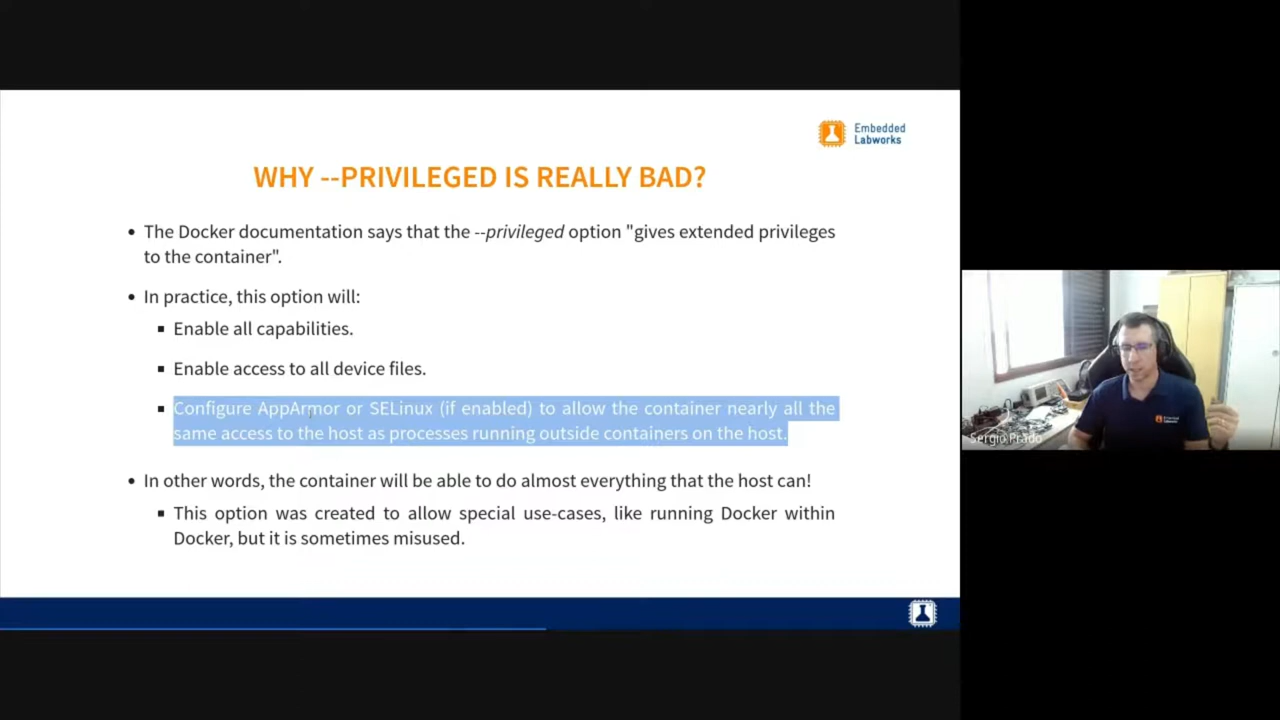 Embedded
Labworks
WHY --PRIVILEGED IS REALLY BAD?
• The Docker documentation says that the --privileged option "gives extended privileges
to the container".
• In practice, this option will:
▪ Enable all capabilities.
▪ Enable access to all device files.
▪ Configure AppArmor or SELinux (if enabled) to allow the container nearly all the
same access to the host as processes running outside containers on the host.
• In other words, the container will be able to do almost everything that the host can!
▪ This option was created to allow special use-cases, like running Docker within
Docker, but it is sometimes misused.
Sergio Prado